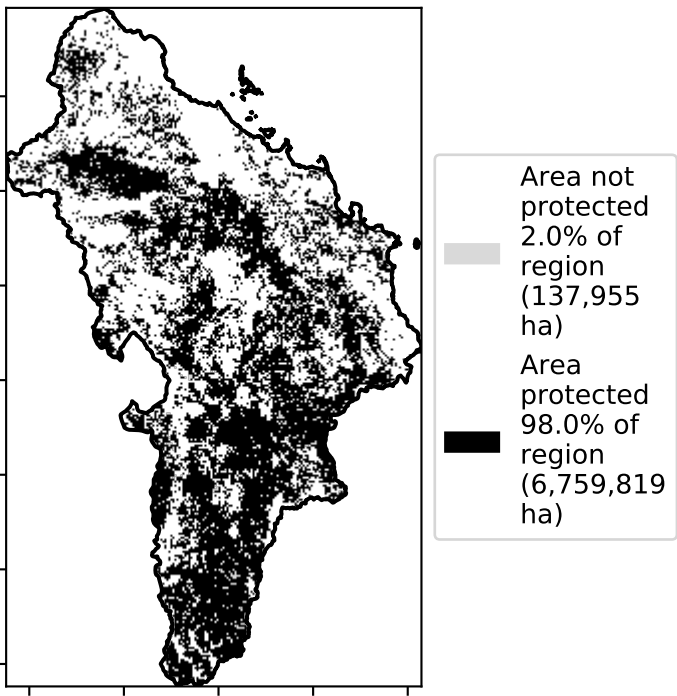 Area not
protected
2.0% of
region
(137,955
ha)
Area
protected
98.0% of
region
(6,759,819
ha)